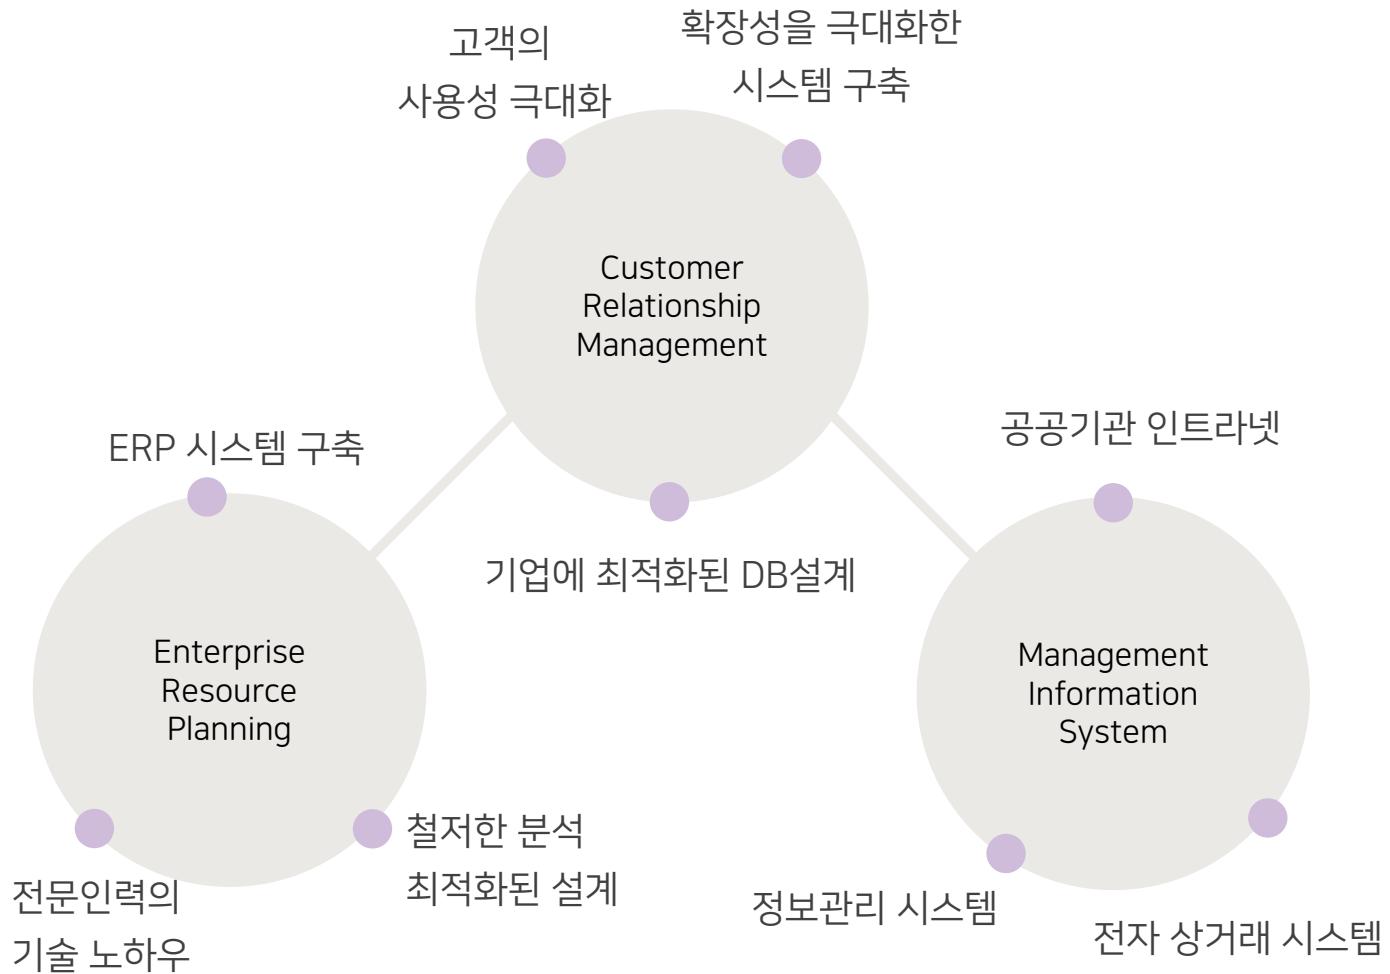 고객의
사용성 극대화
확장성을 극대화한
시스템 구축
Customer
Relationship
Management
기업에 최적화된 DB설계
ERP 시스템 구축
Enterprise
Resource
Planning
전문인력의
기술 노하우
철저한 분석
최적화된 설계
공공기관 인트라넷
Management
Information
System
정보관리 시스템
전자 상거래 시스템